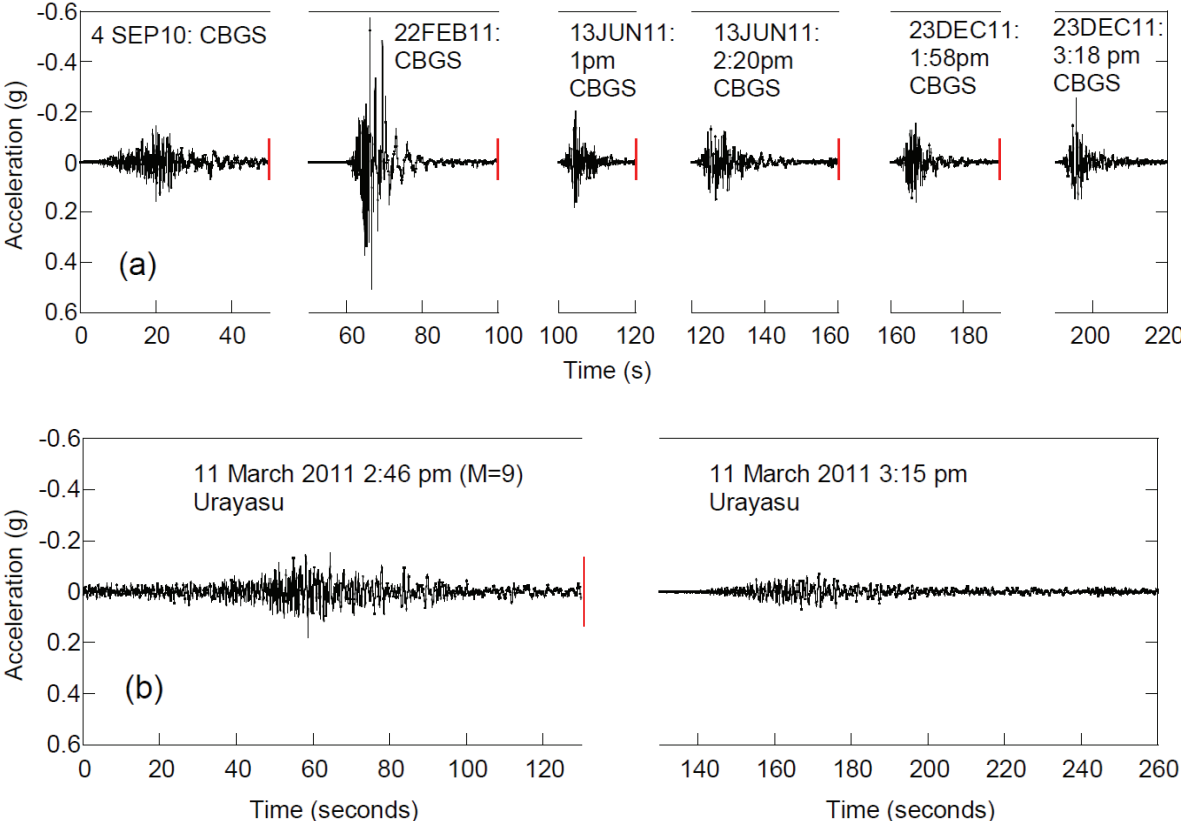 -0.6
-0.4
-0.2
0
0.2
0.4
0.6
Acceleration (g)
4 SEP10: CBGS
22FEB11:
CBGS
13JUN11:
1pm
CBGS
13JUN11:
2:20pm
CBGS
23DEC11:
1:58pm
CBGS
23DEC11:
3:18 pm
CBGS
(a)
0 20 40 60 80 100 100 120 120 140 160 160 180 200 220
Time (s)
-0.6
-0.4
-0.2
0
0.2
0.4
0.6
Acceleration (g)
11 March 2011 2:46 pm (M=9)
Urayasu
11 March 2011 3:15 pm
Urayasu
(b)
0 20 40 60 80 100 120 140 160 180 200 220 240 260
Time (seconds) Time (seconds)